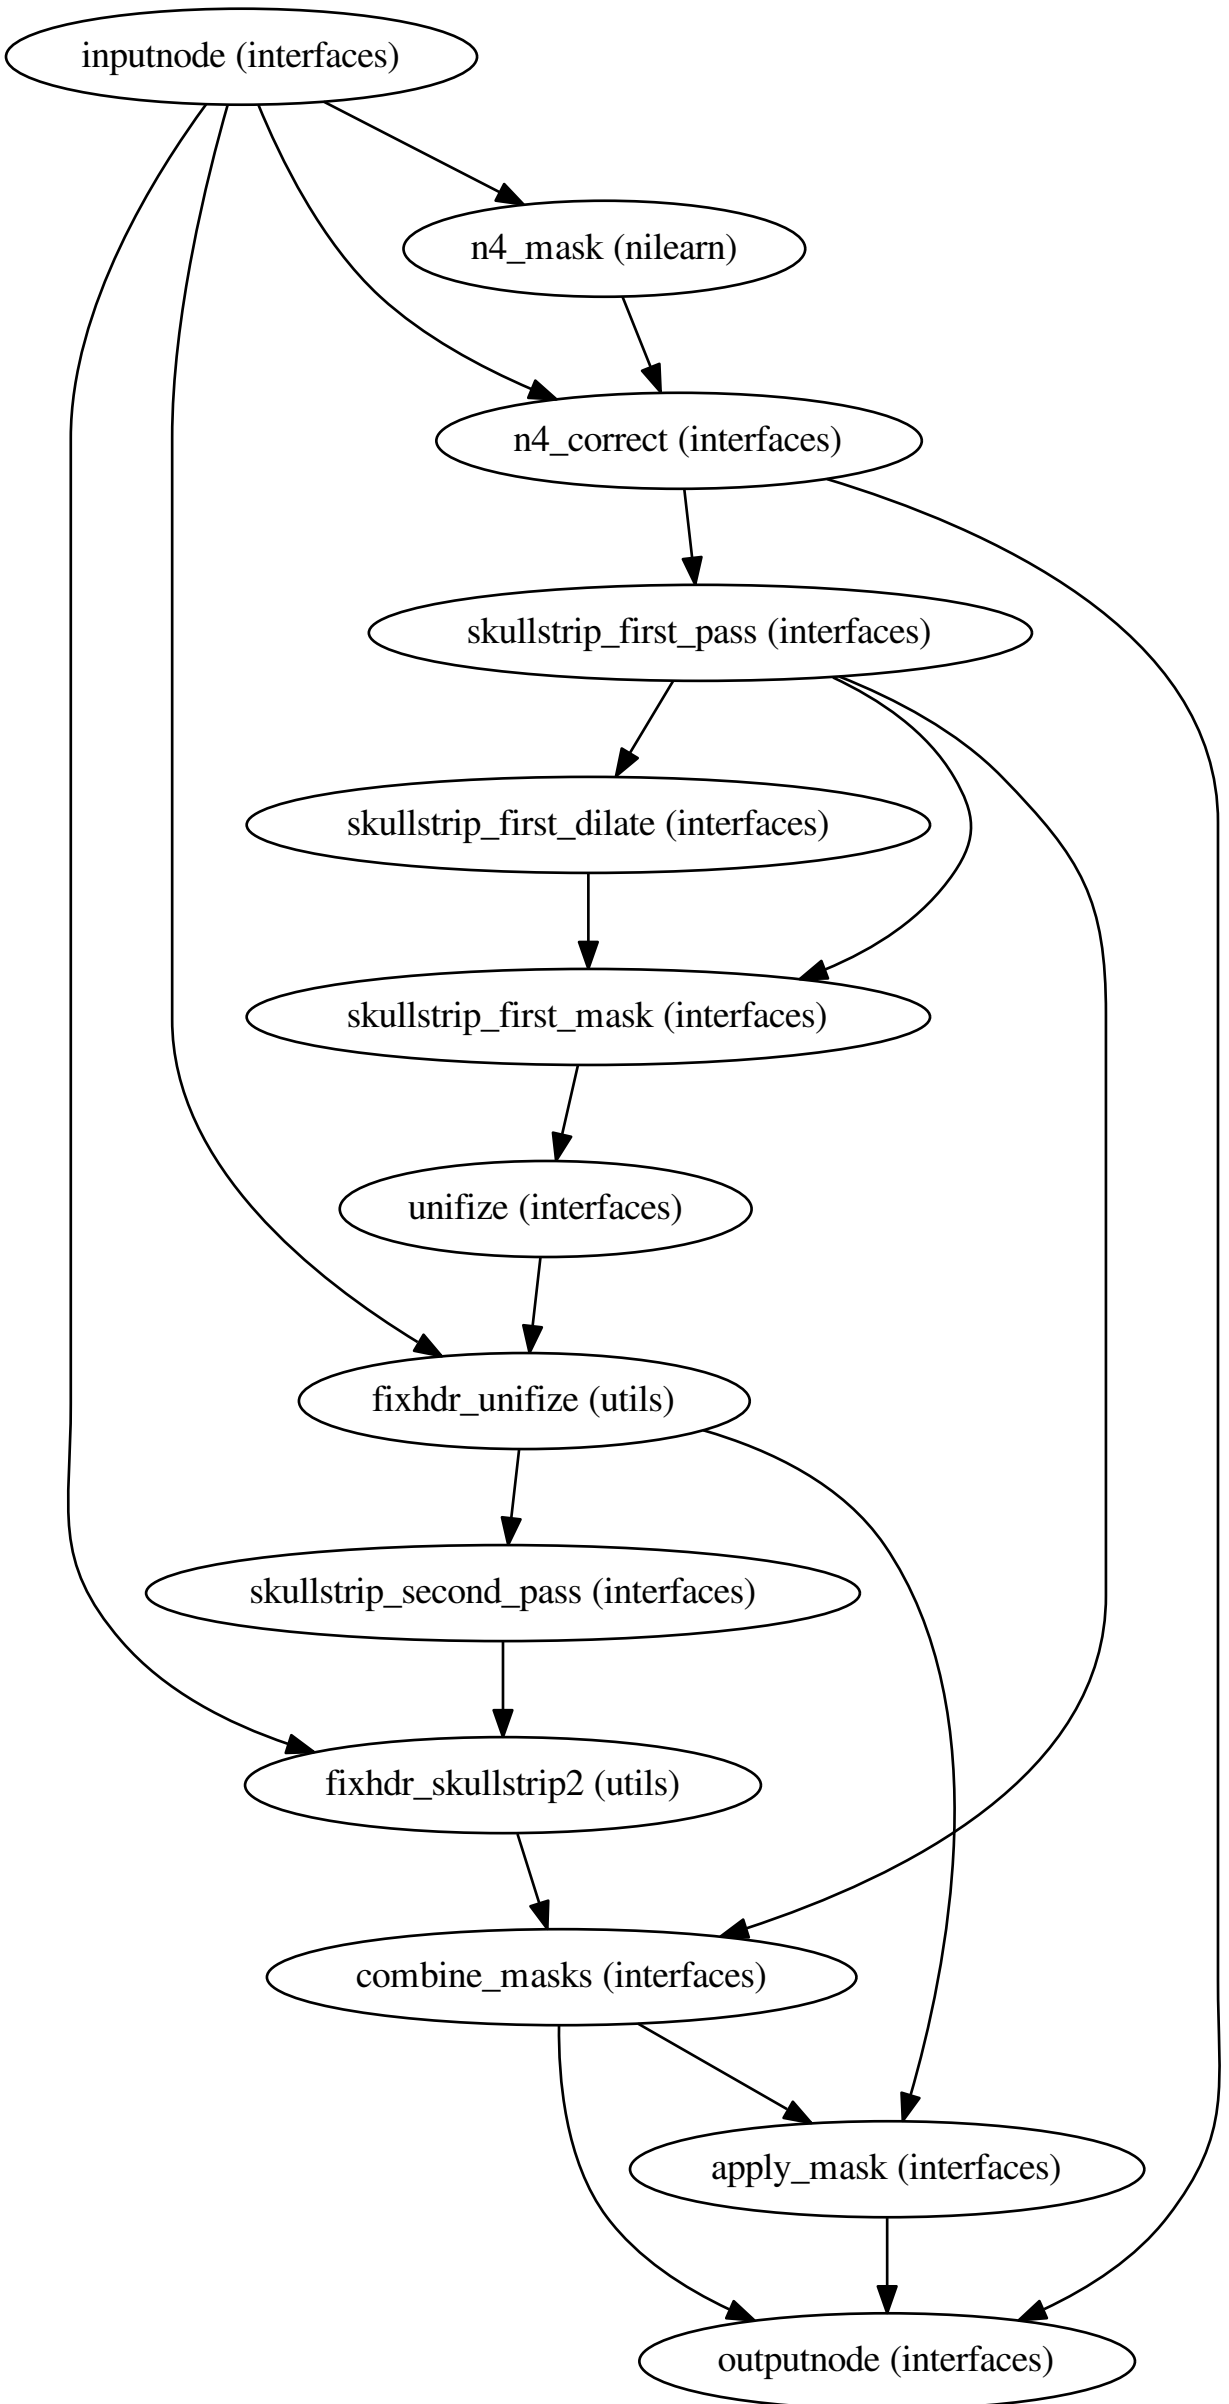 inputnode (interfaces)
n4_mask (nilearn)
n4_correct (interfaces)
skullstrip_first_pass (interfaces)
skullstrip_first_dilate (interfaces)
skullstrip_first_mask (interfaces)
unifize (interfaces)
fixhdr_unifize (utils)
skullstrip_second_pass (interfaces)
fixhdr_skullstrip2 (utils)
combine_masks (interfaces)
apply_mask (interfaces)
outputnode (interfaces)